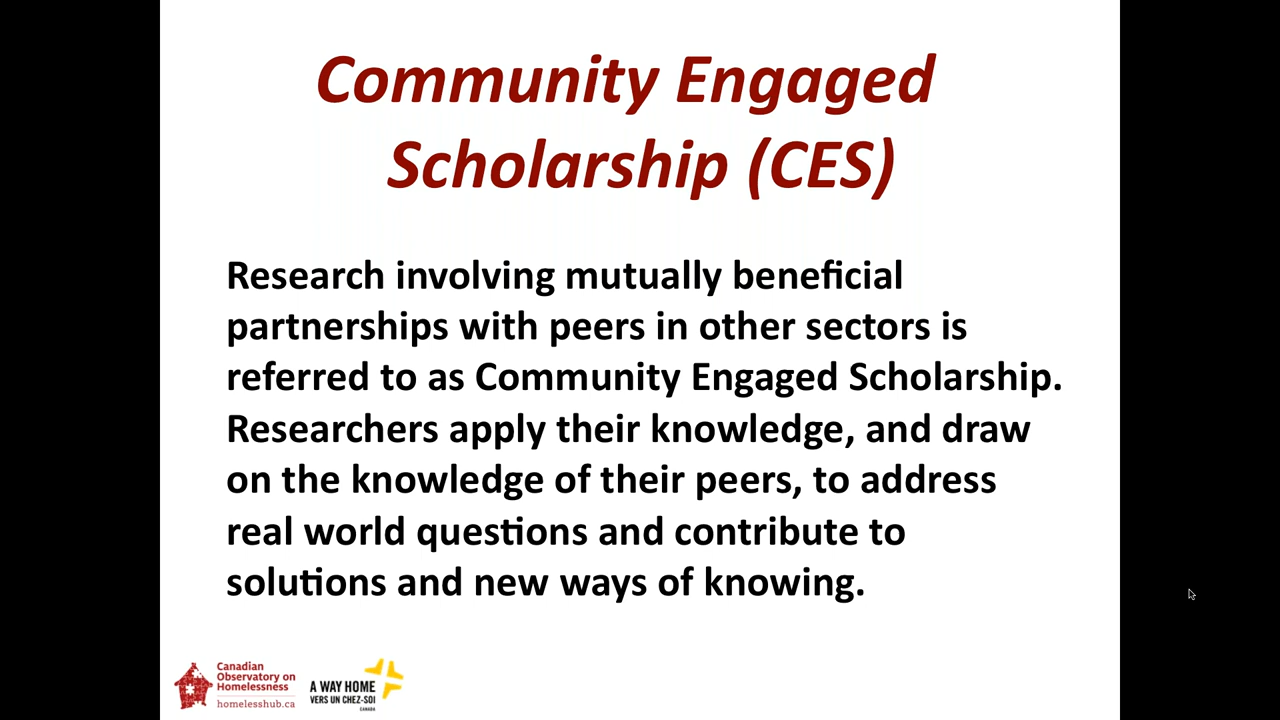 Community Engaged
Scholarship (CES)
Research involving mutually beneficial
partnerships with peers in other sectors is
referred to as Community Engaged Scholarship.
Researchers apply their knowledge, and draw
on the knowledge of their peers, to address
real world questions and contribute to
solutions and new ways of knowing.
Canadian
Observatory on
Homelessness
homelesshub.ca
A WAY HOME
VERS UN CHEZ-SOI
CANADA